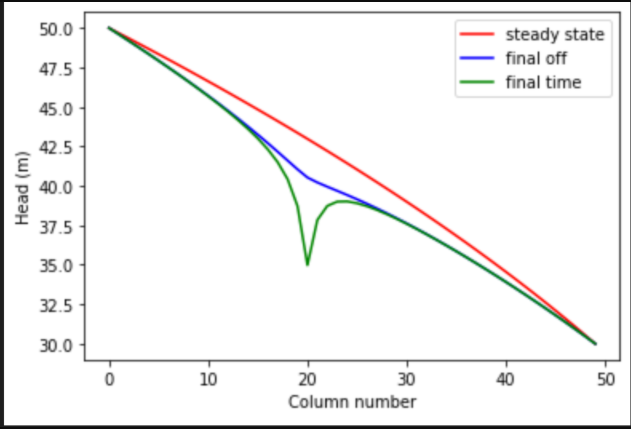 50.0
47.5
45.0
42.5
40.0
37.5
35.0
32.5
30.0
Head (m)
steady state
final off
final time
0 10 20 30 40 50
Column number